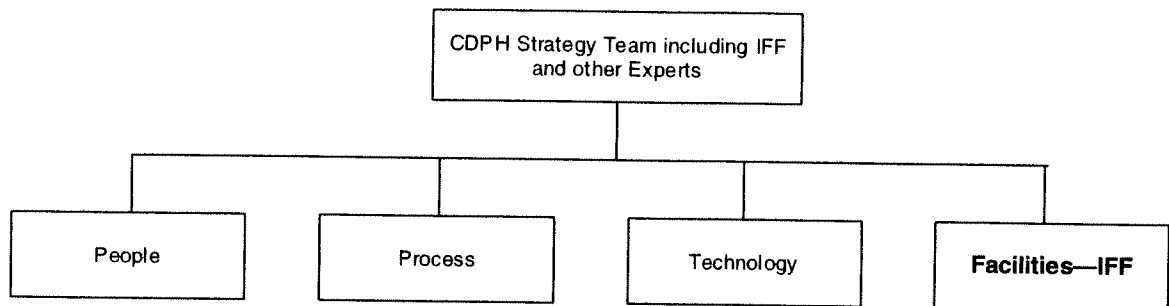 CDPH Strategy Team including IFF
and other Experts
People
Process
Technology
Facilities—IFF